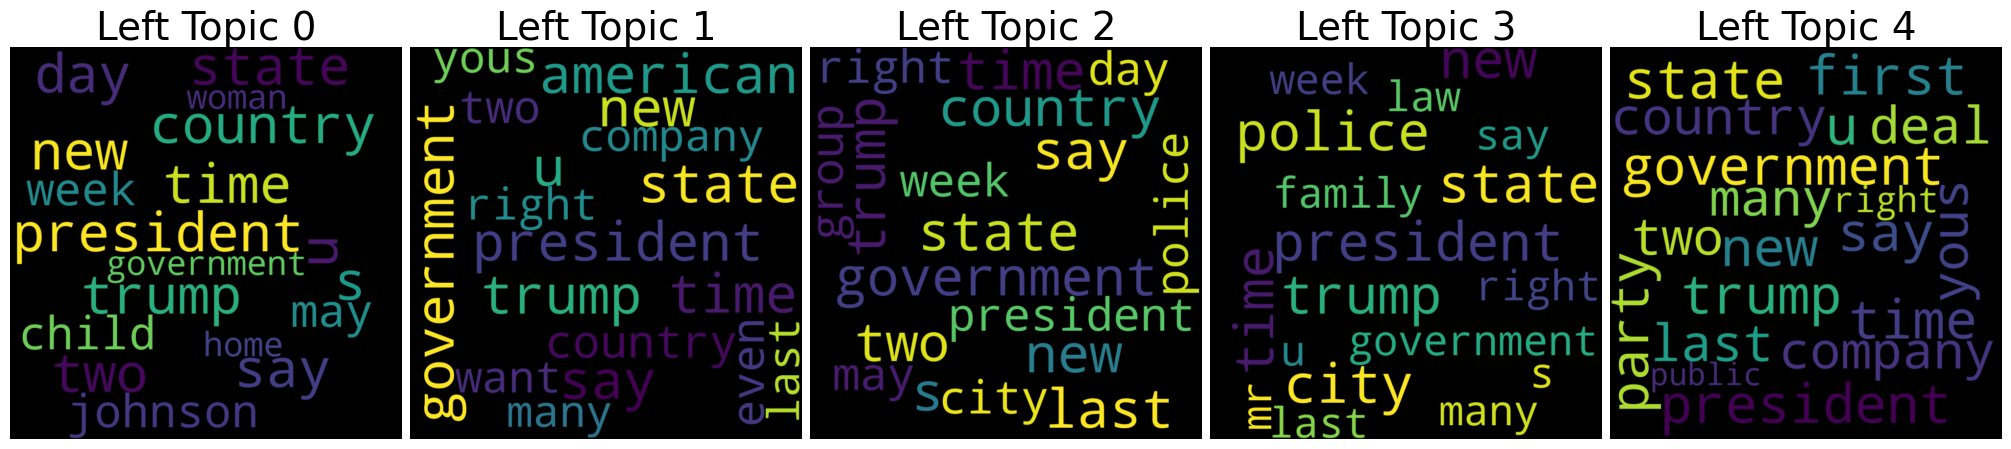 Left Topic 0
day
state
woman
country
new
week
time
president
u
government
trump
s
may
child
home
two
say
johnson
Left Topic 1
yous
american
two
new
company
government
u
state
right
president
trump
time
country
want
say
even
last
many
Left Topic 2
right
time
day
country
group
trump
say
police
week
state
government
president
two
new
may
s
city
last
Left Topic 3
new
week
law
police
say
family
state
president
time
trump
right
u
government
mr
city
s
last
many
Left Topic 4
state
first
country
u
deal
government
many
right
yous
two
new
say
party
trump
time
last
company
public
president